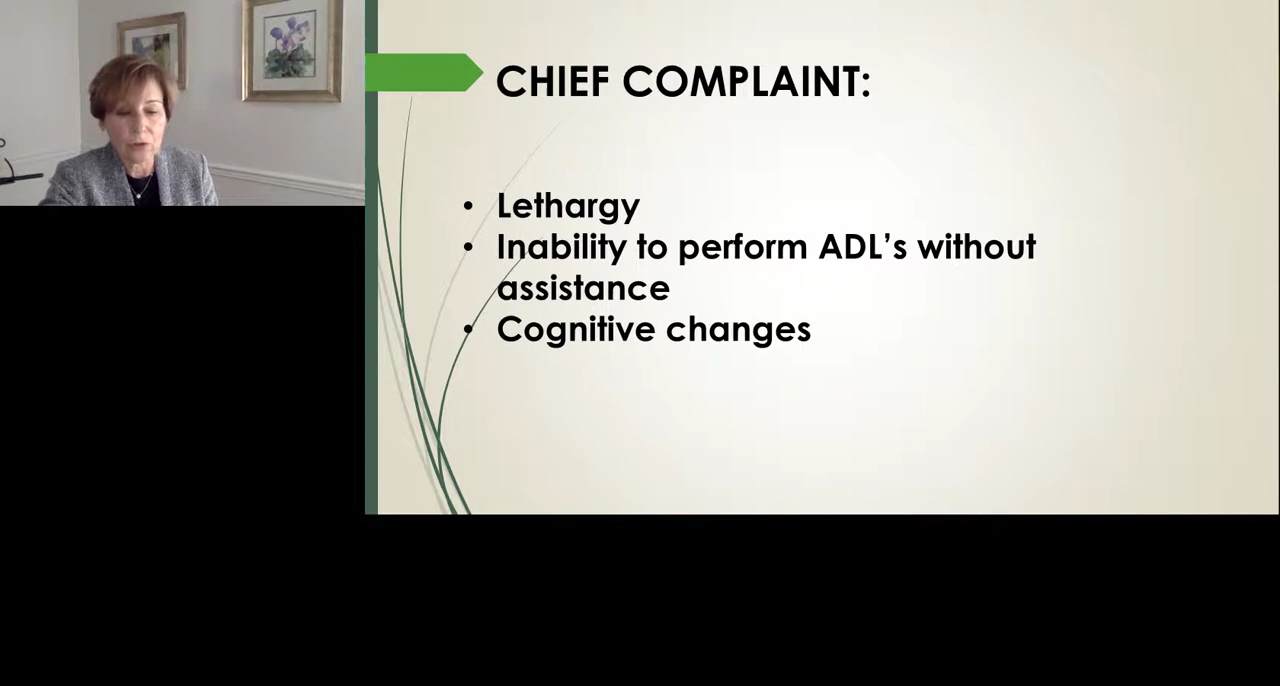 CHIEF COMPLAINT:
• Lethargy
• Inability to perform ADL’s without
assistance
• Cognitive changes